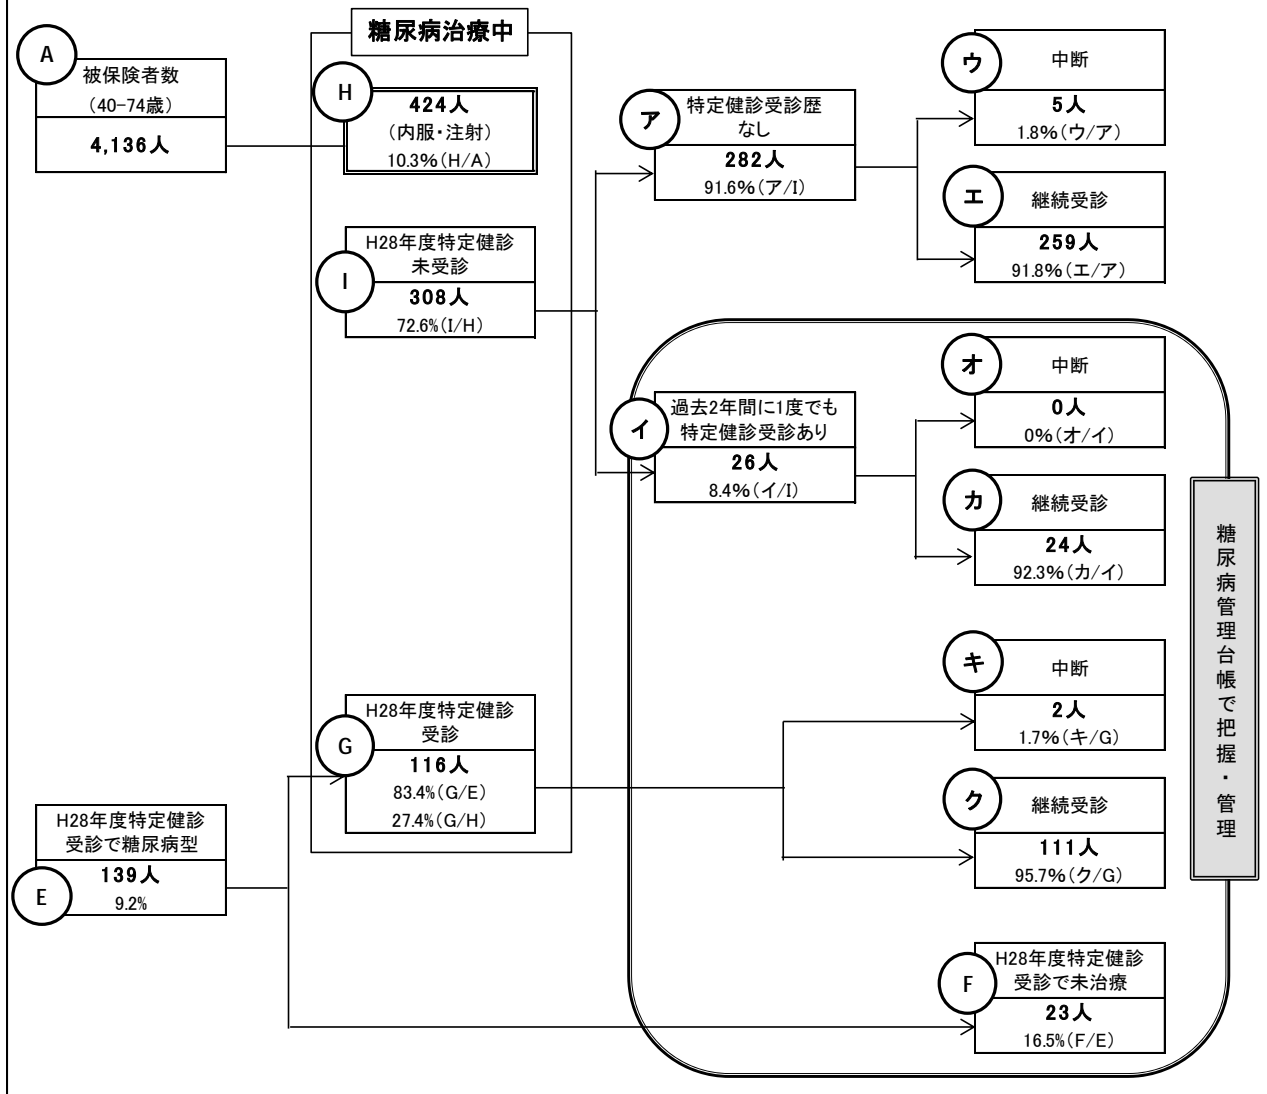 糖尿病治療中
A
被保険者数
(40-74歳)
4,136人
H
424人
(内服・注射)
10.3%(H/A)
I
H28年度特定健診
未受診
308人
72.6%(I/H)
ア
特定健診受診歴
なし
282人
91.6%(ア/I)
ウ
中断
5人
1.8%(ウ/ア)
エ
継続受診
259人
91.8%(エ/ア)
イ
過去2年間に1度でも
特定健診受診あり
26人
8.4%(イ/I)
オ
中断
0人
0%(オ/イ)
カ
継続受診
24人
92.3%(カ/イ)
G
H28年度特定健診
受診
116人
83.4%(G/E)
27.4%(G/H)
キ
中断
2人
1.7%(キ/G)
ク
継続受診
111人
95.7%(ク/G)
E
H28年度特定健診
受診で糖尿病型
139人
9.2%
F
H28年度特定健診
受診で未治療
23人
16.5%(F/E)
糖尿病管理台帳で把握・管理